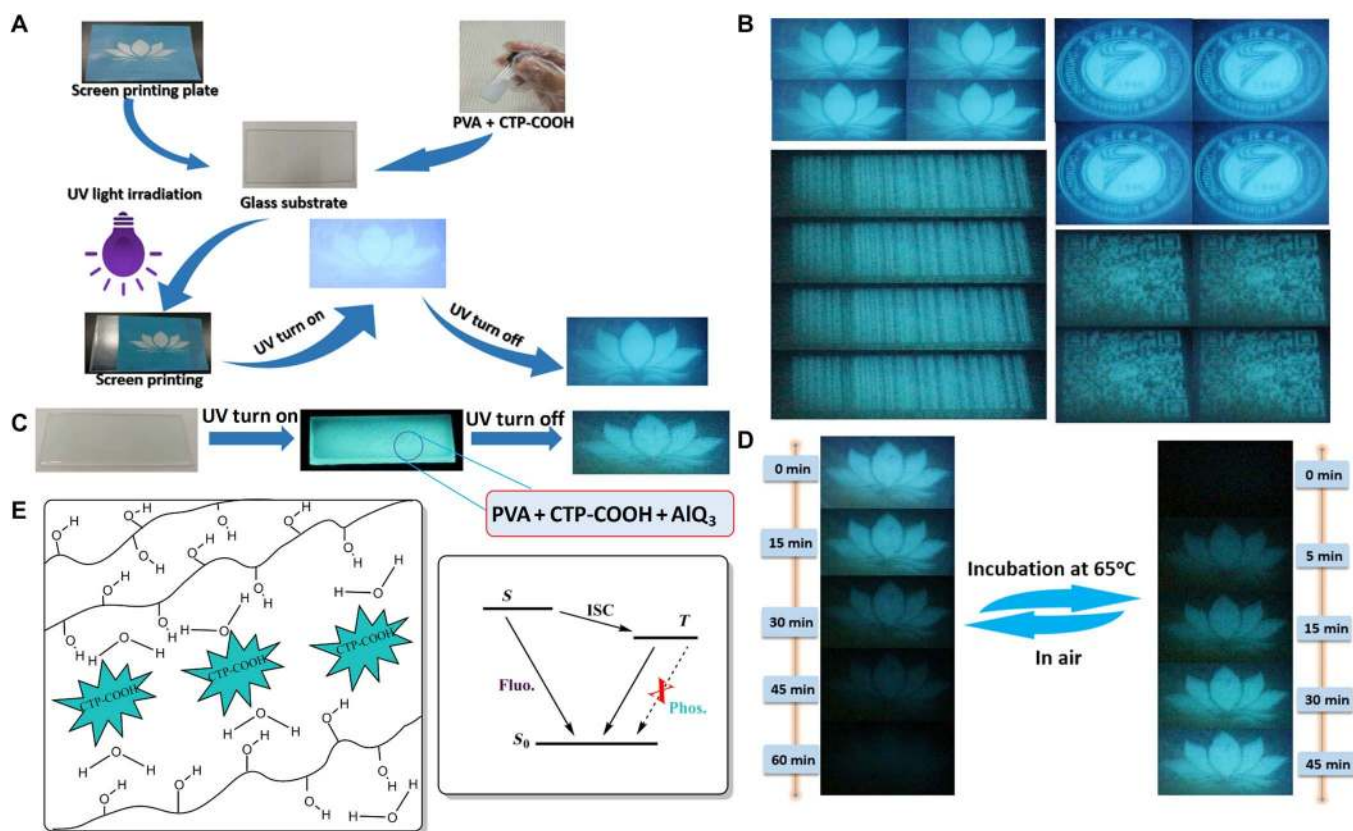 A
Screen printing plate
PVA + CTP-COOH
UV light irradiation
Glass substrate
UV turn on
UV turn off
Screen printing
B
C
UV turn on
UV turn off
PVA + CTP-COOH + AlQ₃
D
0 min
15 min
30 min
45 min
60 min
Incubation at 65°C
In air
0 min
5 min
15 min
30 min
45 min
E
H
O
H
O
H
O
H
O
H
O
H
O
H
O
H
O
H
O
H
H
O
H
H
O
H
CTP-COOH
CTP-COOH
CTP-COOH
H
O
H
H
O
H
H
O
H
O
H
O
H
O
H
O
H
O
H
O
H
O
H
S
ISC
T
Fluo.
Phos.
S₀